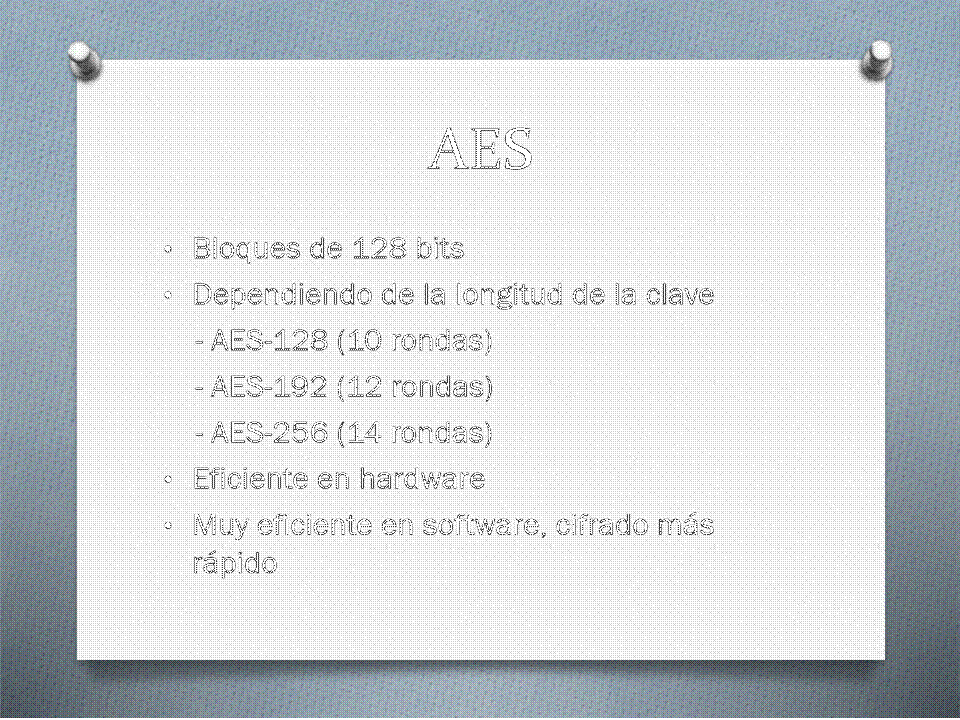 AES
• Bloques de 128 bits
• Dependiendo de la longitud de la clave
- AES-128 (10 rondas)
- AES-192 (12 rondas)
- AES-256 (14 rondas)
• Eficiente en hardware
• Muy eficiente en software, cifrado más
rápido